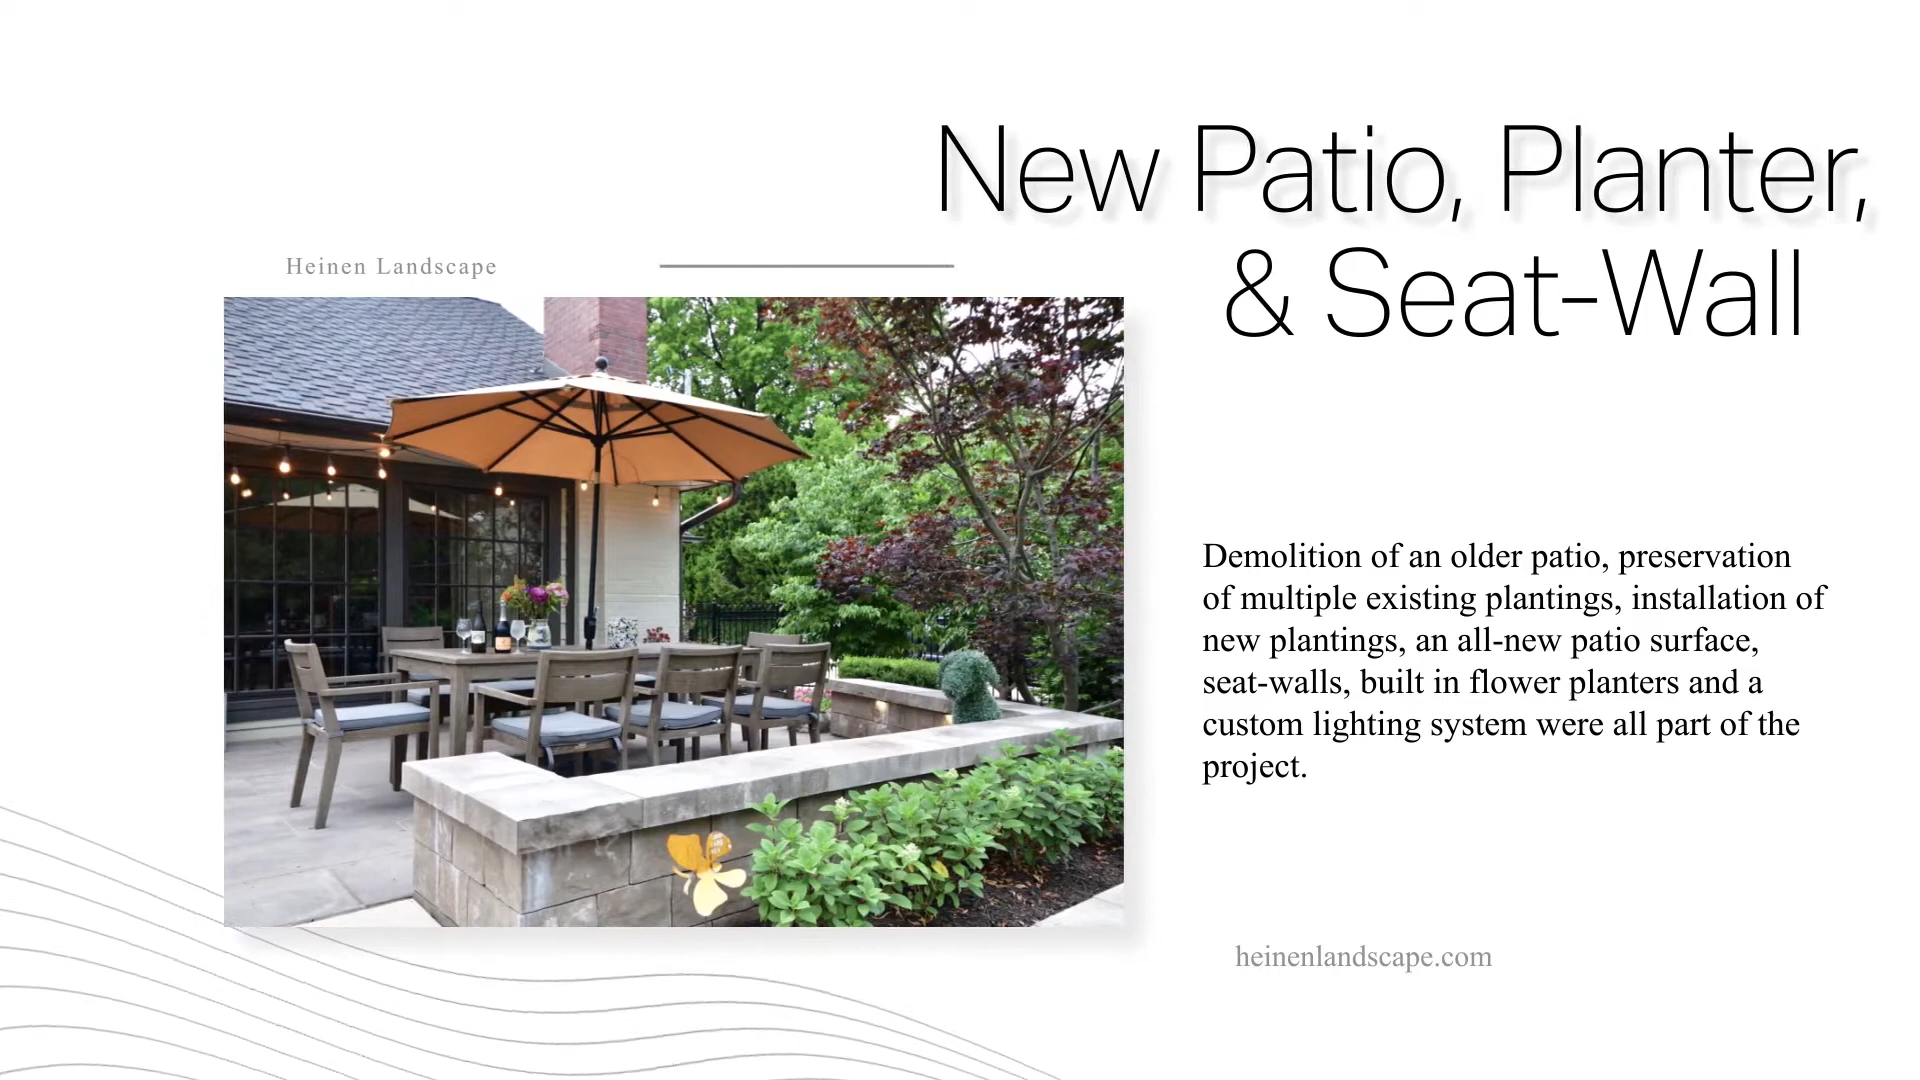 New Patio, Planter,
& Seat-Wall
Heinen Landscape
Demolition of an older patio, preservation
of multiple existing plantings, installation of
new plantings, an all-new patio surface,
seat-walls, built in flower planters and a
custom lighting system were all part of the
project.
heinenlandscape.com